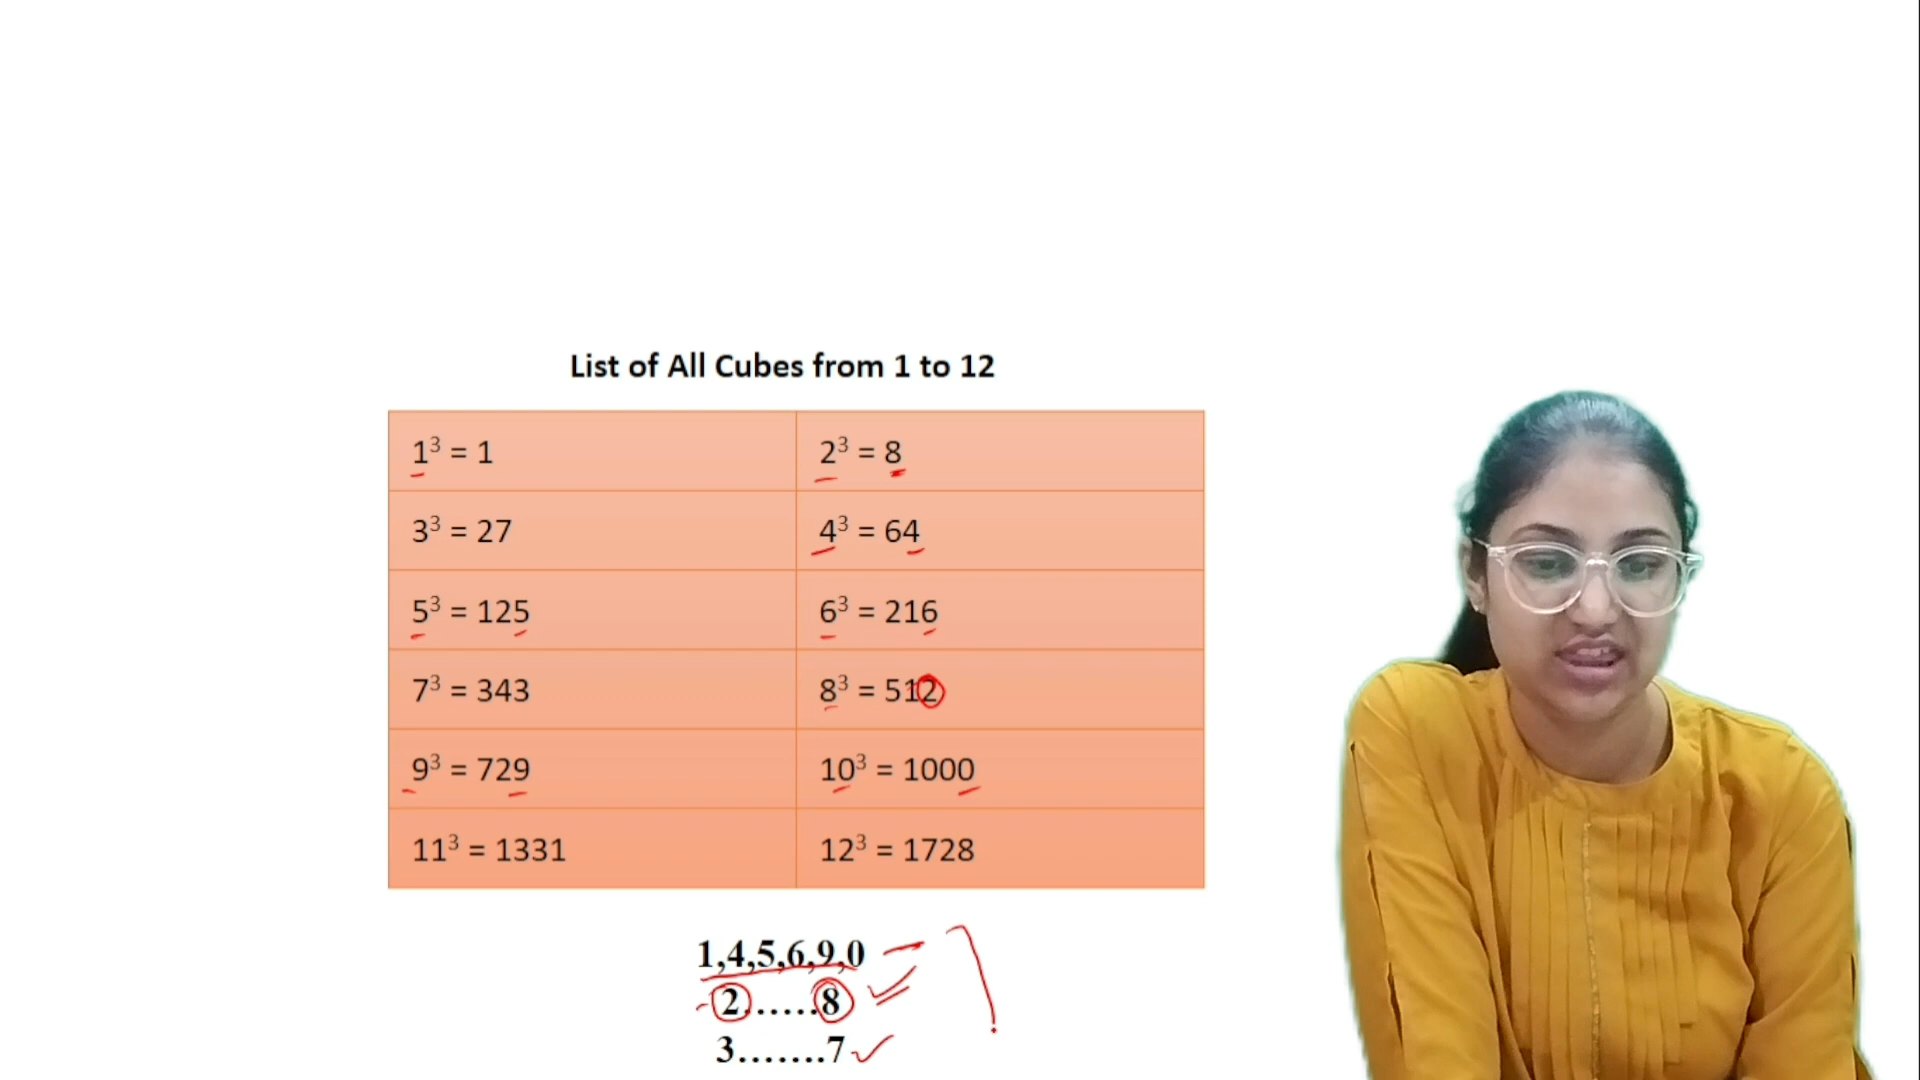 List of All Cubes from 1 to 12
1³ = 1
2³ = 8
3³ = 27
4³ = 64
5³ = 125
6³ = 216
7³ = 343
8³ = 512
9³ = 729
10³ = 1000
11³ = 1331
12³ = 1728
1,4,5,6,9,0
2......8
3.......7